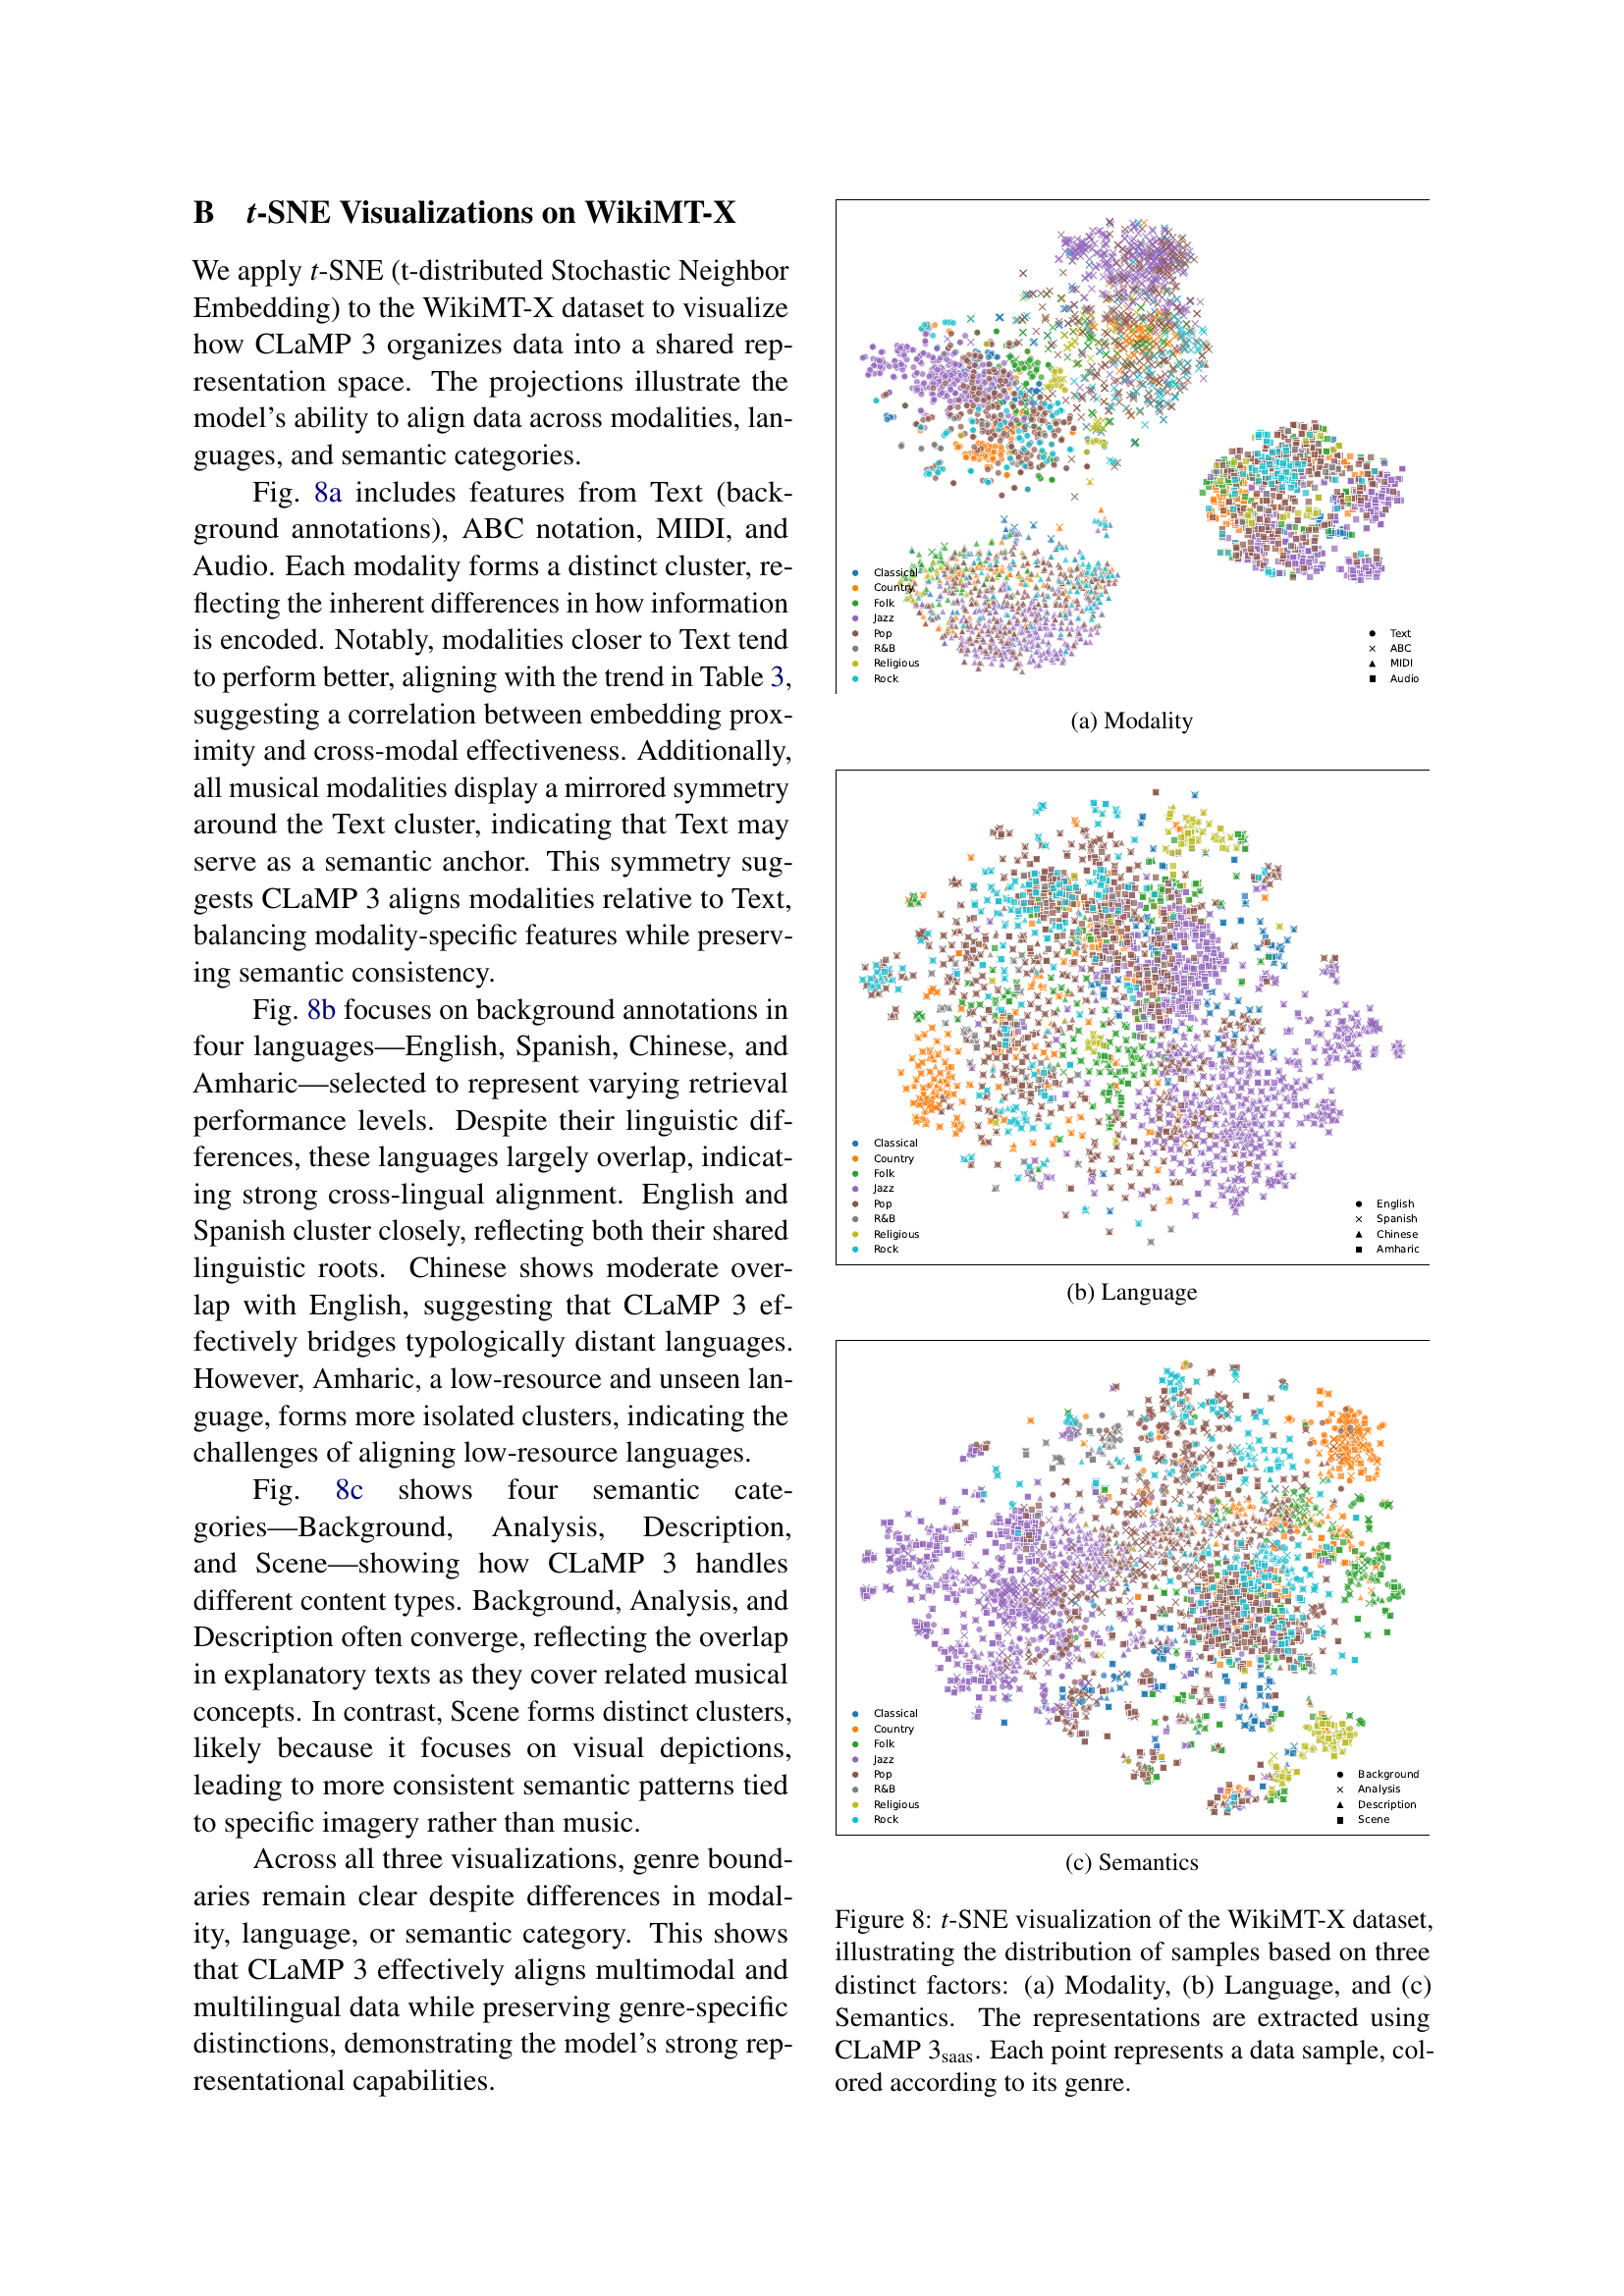 B t-SNE Visualizations on WikiMT-X
We apply t-SNE (t-distributed Stochastic Neighbor
Embedding) to the WikiMT-X dataset to visualize
how CLaMP 3 organizes data into a shared rep-
resentation space. The projections illustrate the
model's ability to align data across modalities, lan-
guages, and semantic categories.
Fig. 8a includes features from Text (back-
ground annotations), ABC notation, MIDI, and
Audio. Each modality forms a distinct cluster, re-
flecting the inherent differences in how information
is encoded. Notably, modalities closer to Text tend
to perform better, aligning with the trend in Table 3,
suggesting a correlation between embedding prox-
imity and cross-modal effectiveness. Additionally,
all musical modalities display a mirrored symmetry
around the Text cluster, indicating that Text may
serve as a semantic anchor. This symmetry sug-
gests CLaMP 3 aligns modalities relative to Text,
balancing modality-specific features while preserv-
ing semantic consistency.
Fig. 8b focuses on background annotations in
four languages—English, Spanish, Chinese, and
Amharic—selected to represent varying retrieval
performance levels. Despite their linguistic dif-
ferences, these languages largely overlap, indicat-
ing strong cross-lingual alignment. English and
Spanish cluster closely, reflecting both their shared
linguistic roots. Chinese shows moderate over-
lap with English, suggesting that CLaMP 3 ef-
fectively bridges typologically distant languages.
However, Amharic, a low-resource and unseen lan-
guage, forms more isolated clusters, indicating the
challenges of aligning low-resource languages.
Fig. 8c shows four semantic cate-
gories—Background, Analysis, Description,
and Scene—showing how CLaMP 3 handles
different content types. Background, Analysis, and
Description often converge, reflecting the overlap
in explanatory texts as they cover related musical
concepts. In contrast, Scene forms distinct clusters,
likely because it focuses on visual depictions,
leading to more consistent semantic patterns tied
to specific imagery rather than music.
Across all three visualizations, genre bound-
aries remain clear despite differences in modal-
ity, language, or semantic category. This shows
that CLaMP 3 effectively aligns multimodal and
multilingual data while preserving genre-specific
distinctions, demonstrating the model's strong rep-
resentational capabilities.
Classical
Country
Folk
Jazz
Pop
R&B
Religious
Rock
Text
ABC
MIDI
Audio
(a) Modality
Classical
Country
Folk
Jazz
Pop
R&B
Religious
Rock
English
Spanish
Chinese
Amharic
(b) Language
Classical
Country
Folk
Jazz
Pop
R&B
Religious
Rock
Background
Analysis
Description
Scene
(c) Semantics
Figure 8: t-SNE visualization of the WikiMT-X dataset,
illustrating the distribution of samples based on three
distinct factors: (a) Modality, (b) Language, and (c)
Semantics. The representations are extracted using
CLaMP 3saas. Each point represents a data sample, col-
ored according to its genre.